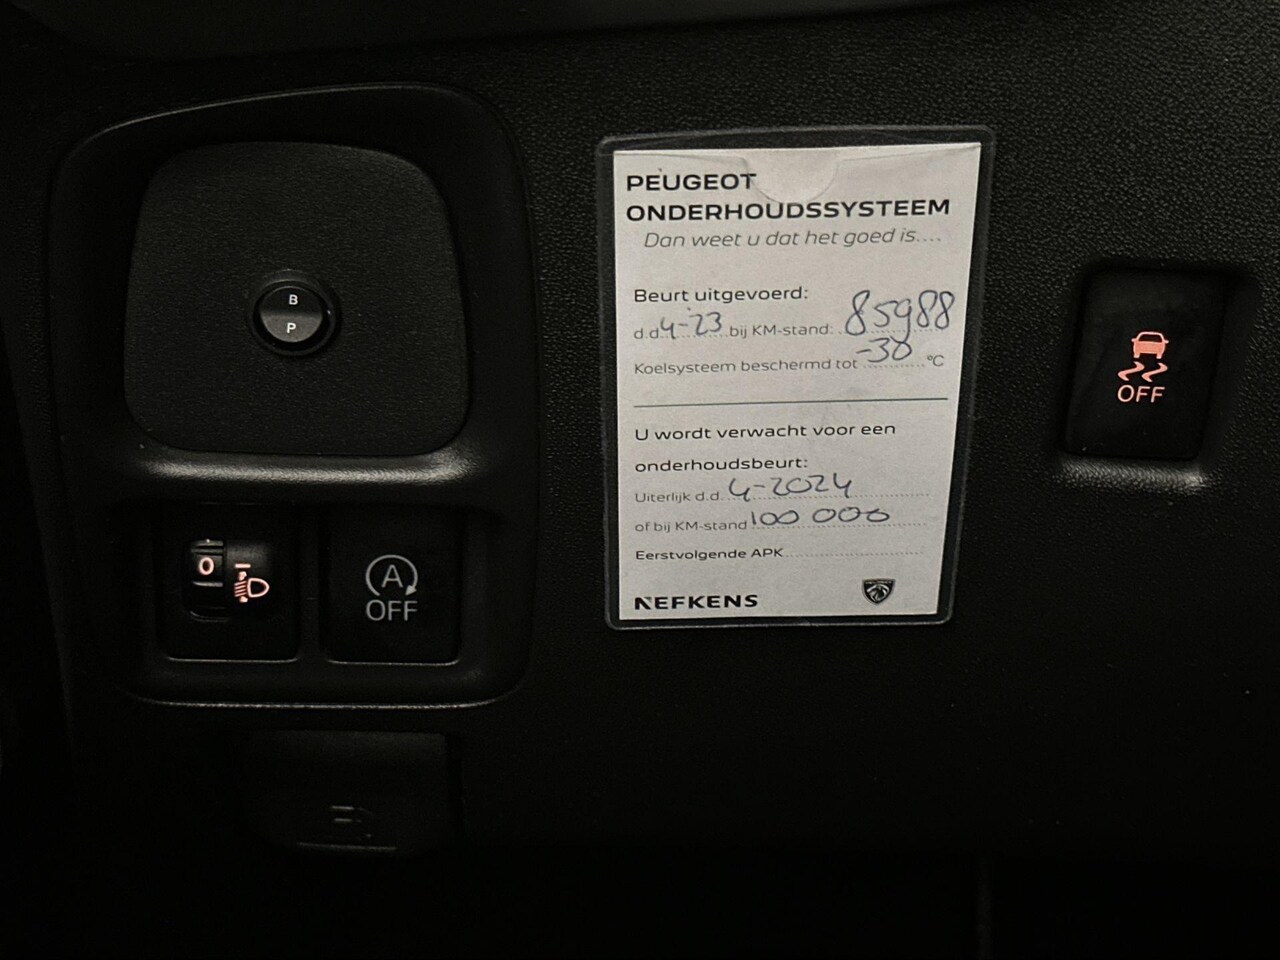 PEUGEOT
ONDERHOUDSSYSTEEM
Dan weet u dat het goed is....
Beurt uitgevoerd:
d.d. 4-'23 bij KM-stand: 85988
Koelsysteem beschermd tot -38 °C
U wordt verwacht voor een
onderhoudsbeurt:
Uiterlijk d.d. 4-2024
of bij KM-stand 100 000
Eerstvolgende APK
NEFKENS
B
P
0
A
OFF
OFF